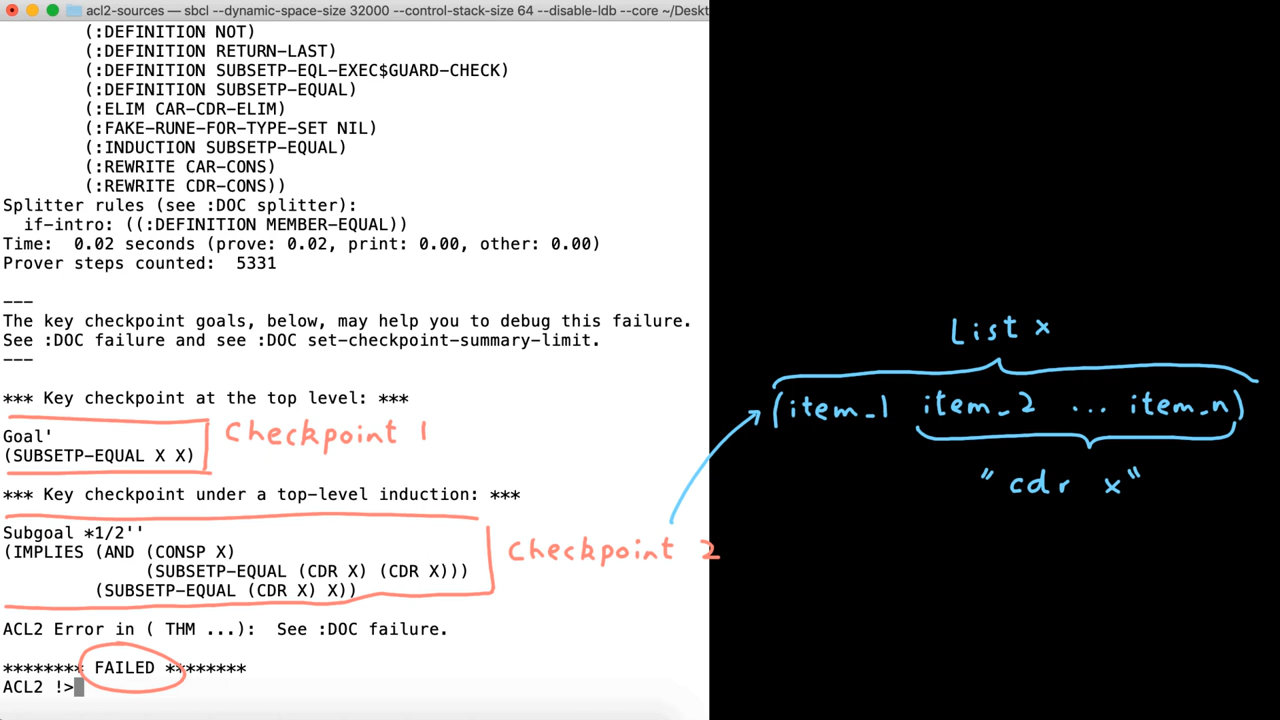 acl2-sources — sbcl --dynamic-space-size 32000 --control-stack-size 64 --disable-ldb --core ~/Deskt
(:DEFINITION NOT)
(:DEFINITION RETURN-LAST)
(:DEFINITION SUBSETP-EQL-EXEC$GUARD-CHECK)
(:DEFINITION SUBSETP-EQUAL)
(:ELIM CAR-CDR-ELIM)
(:FAKE-RUNE-FOR-TYPE-SET NIL)
(:INDUCTION SUBSETP-EQUAL)
(:REWRITE CAR-CONS)
(:REWRITE CDR-CONS))
Splitter rules (see :DOC splitter):
if-intro: ((:DEFINITION MEMBER-EQUAL))
Time:  0.02 seconds (prove: 0.02, print: 0.00, other: 0.00)
Prover steps counted:  5331
---
The key checkpoint goals, below, may help you to debug this failure.
See :DOC failure and see :DOC set-checkpoint-summary-limit.
---
*** Key checkpoint at the top level: ***
Goal'
(SUBSETP-EQUAL X X)
Checkpoint 1
*** Key checkpoint under a top-level induction: ***
Subgoal *1/2''
(IMPLIES (AND (CONSP X)
(SUBSETP-EQUAL (CDR X) (CDR X)))
(SUBSETP-EQUAL (CDR X) X))
Checkpoint 2
ACL2 Error in ( THM ...):  See :DOC failure.
******** FAILED ********
ACL2 !>
List x
(item_1 item_2 ... item_n)
"cdr x"